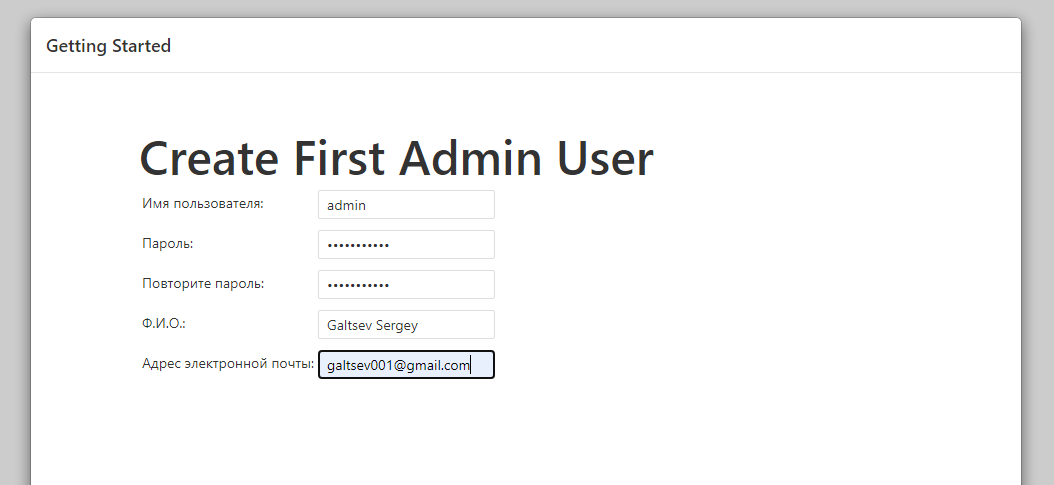 Getting Started
Create First Admin User
Имя пользователя: admin
Пароль: •••••••••••
Повторите пароль: •••••••••••
Ф.И.О.: Galtsev Sergey
Адрес электронной почты: galtsev001@gmail.com